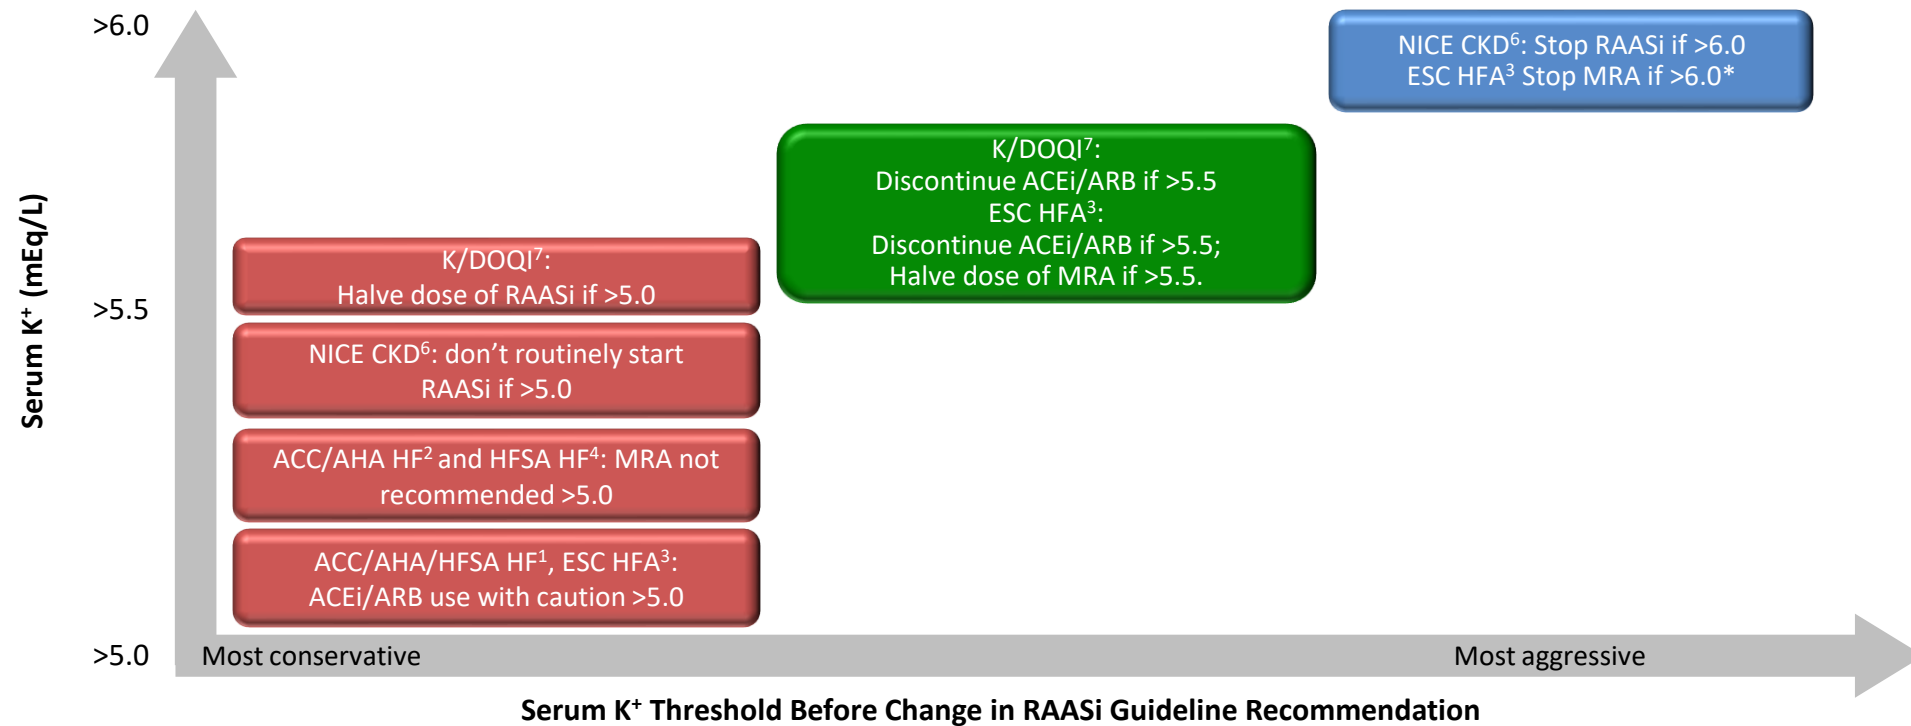 >6.0
NICE CKD⁶: Stop RAASi if >6.0
ESC HFA³ Stop MRA if >6.0*
K/DOQI⁷:
Discontinue ACEi/ARB if >5.5
ESC HFA³:
Discontinue ACEi/ARB if >5.5;
Halve dose of MRA if >5.5.
Serum K⁺ (mEq/L)
K/DOQI⁷:
Halve dose of RAASi if >5.0
>5.5
NICE CKD⁶: don’t routinely start
RAASi if >5.0
ACC/AHA HF² and HFSA HF⁴: MRA not
recommended >5.0
ACC/AHA/HFSA HF¹, ESC HFA³:
ACEi/ARB use with caution >5.0
>5.0
Most conservative
Most aggressive
Serum K⁺ Threshold Before Change in RAASi Guideline Recommendation